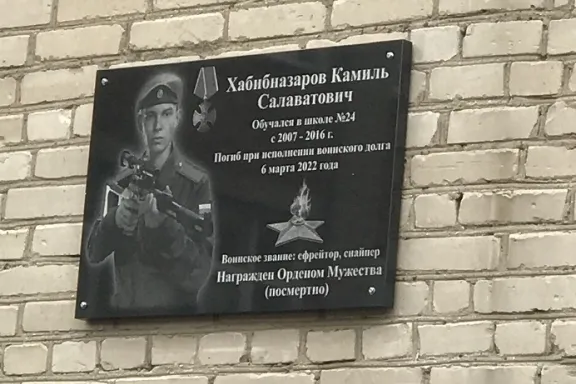 Хабибназаров Камиль
Салаватович
Обучался в школе №24
с 2007 - 2016 г.
Погиб при исполнении воинского долга
6 марта 2022 года
Воинское звание: ефрейтор, снайпер
Награжден Орденом Мужества
(посмертно)